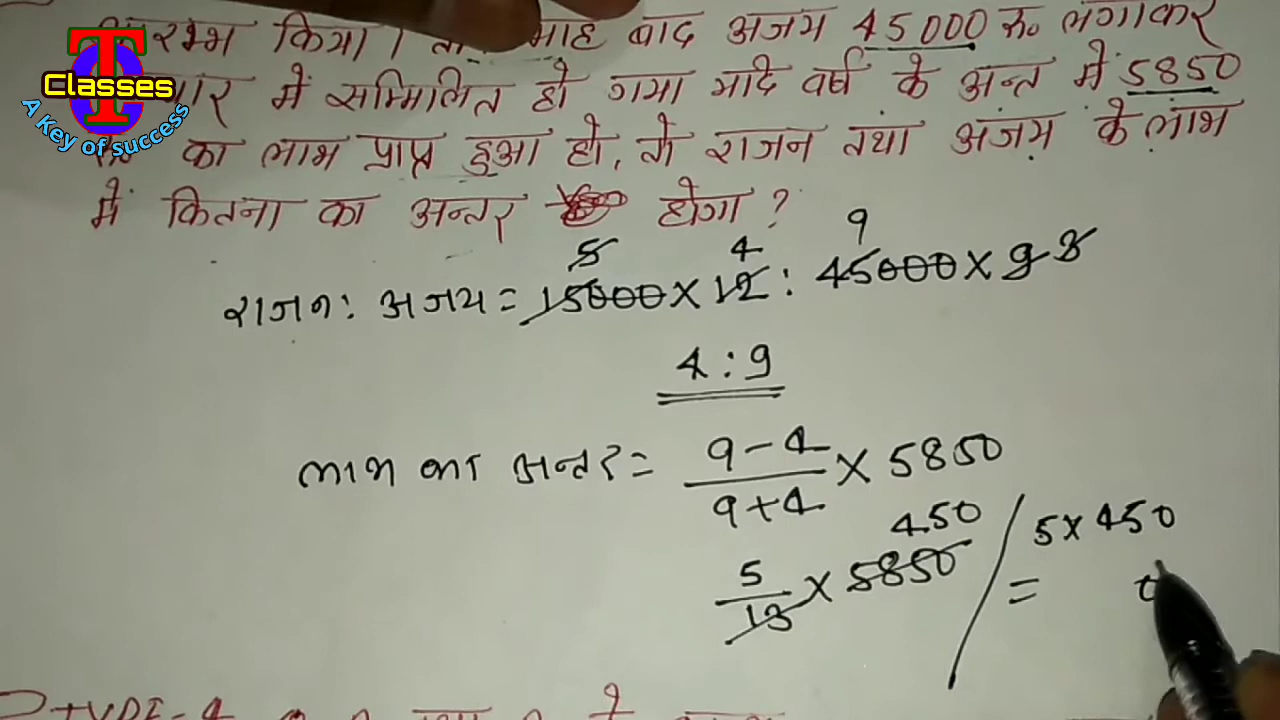 किया। माह बाद अजय 45000 रु० लगाकर
में सम्मिलित हो गया यदि वर्ष के अन्त में 5850
का लाभ प्राप्त हुआ हो, तो राजन तथा अजय के लाभ
में कितना का अन्तर होगा ?
राजन : अजय = 15000 X 12 : 45000 X 9 3
5 4 9
4 : 9
लाभ का अन्तर = 9 - 4 / 9 + 4 X 5850
450
5 / 13 X 5850
5 X 450
=
T
C
Classes
A Key of success